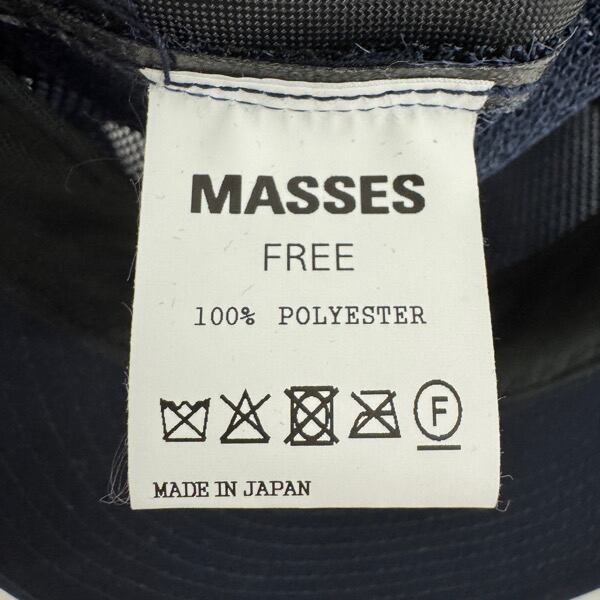 MASSES
FREE
100% POLYESTER
F
MADE IN JAPAN